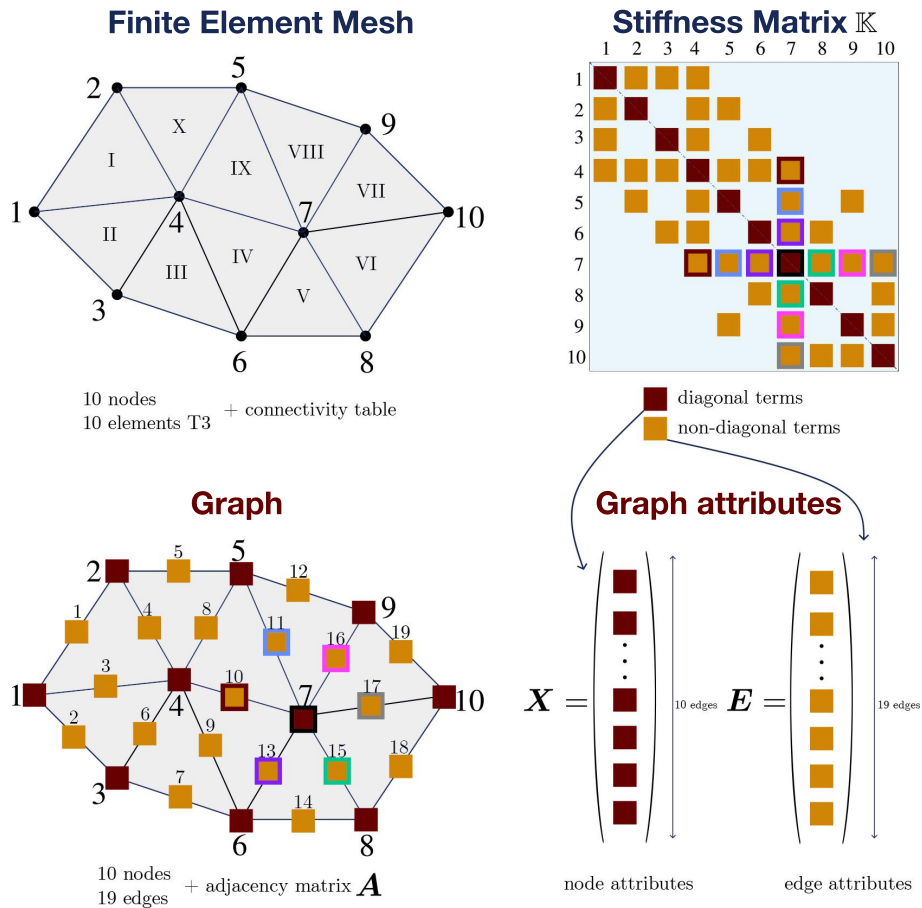 Finite Element Mesh
2
5
9
X
VIII
I
IX
VII
1
4
7
10
II
IV
VI
III
V
3
6
8
10 nodes
10 elements T3
+ connectivity table
Stiffness Matrix 𝕂
1 2 3 4 5 6 7 8 9 10
1
2
3
4
5
6
7
8
9
10
diagonal terms
non-diagonal terms
Graph
5
5
2
12
9
1
4
8
11
16
19
3
10
7
17
1
4
10
2
6
9
13
15
18
3
7
14
6
8
10 nodes
19 edges
+ adjacency matrix A
Graph attributes
X =
10 edges
E =
19 edges
node attributes
edge attributes